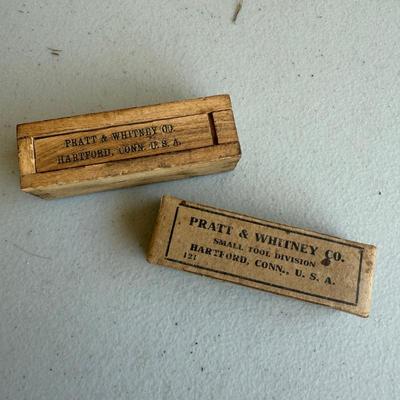 PRATT & WHITNEY CO.
HARTFORD, CONN. U. S. A.
PRATT & WHITNEY CO.
SMALL TOOL DIVISION
HARTFORD, CONN., U. S. A.
121